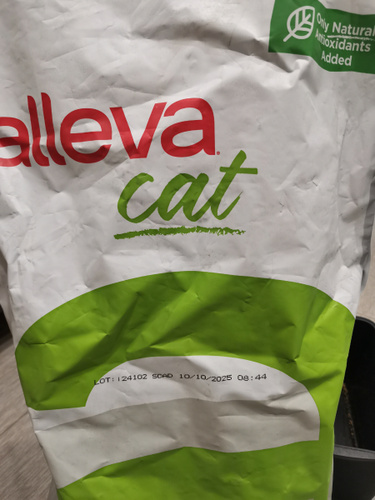 Only Natural
Antioxidants
Added
alleva
cat
LOT:124102 SCAD 10/10/2025 08:44